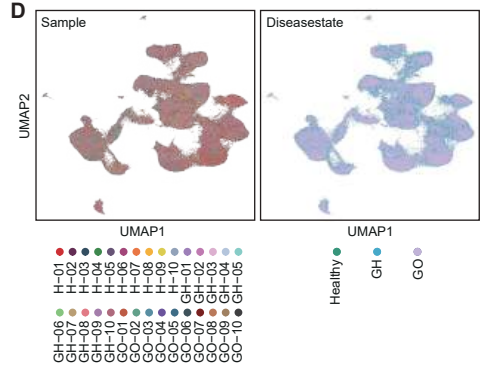 D
Sample
Diseasestate
UMAP2
UMAP1
UMAP1
H−01
H−02
H−03
H−04
H−05
H−06
H−07
H−08
H−09
H−10
GH−01
GH−02
GH−03
GH−04
GH−05
GH−06
GH−07
GH−08
GH−09
GH−10
GO−01
GO−02
GO−03
GO−04
GO−05
GO−06
GO−07
GO−08
GO−09
GO−10
Healthy
GH
GO